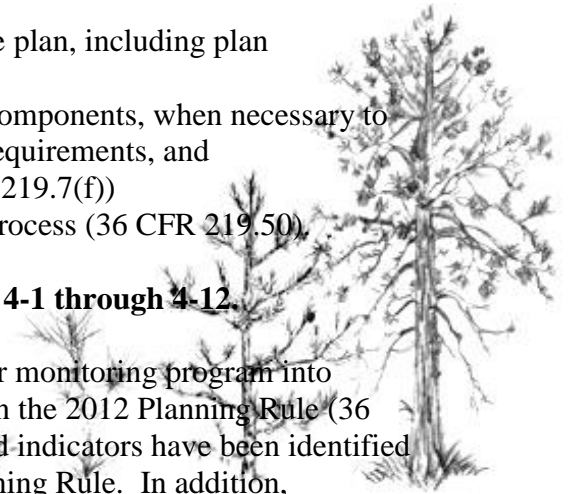 e plan, including plan
omponents, when necessary to
equirements, and
219.7(f))
rocess (36 CFR 219.50).
4-1 through 4-12.
r monitoring program into
n the 2012 Planning Rule (36
d indicators have been identified
ning Rule. In addition,